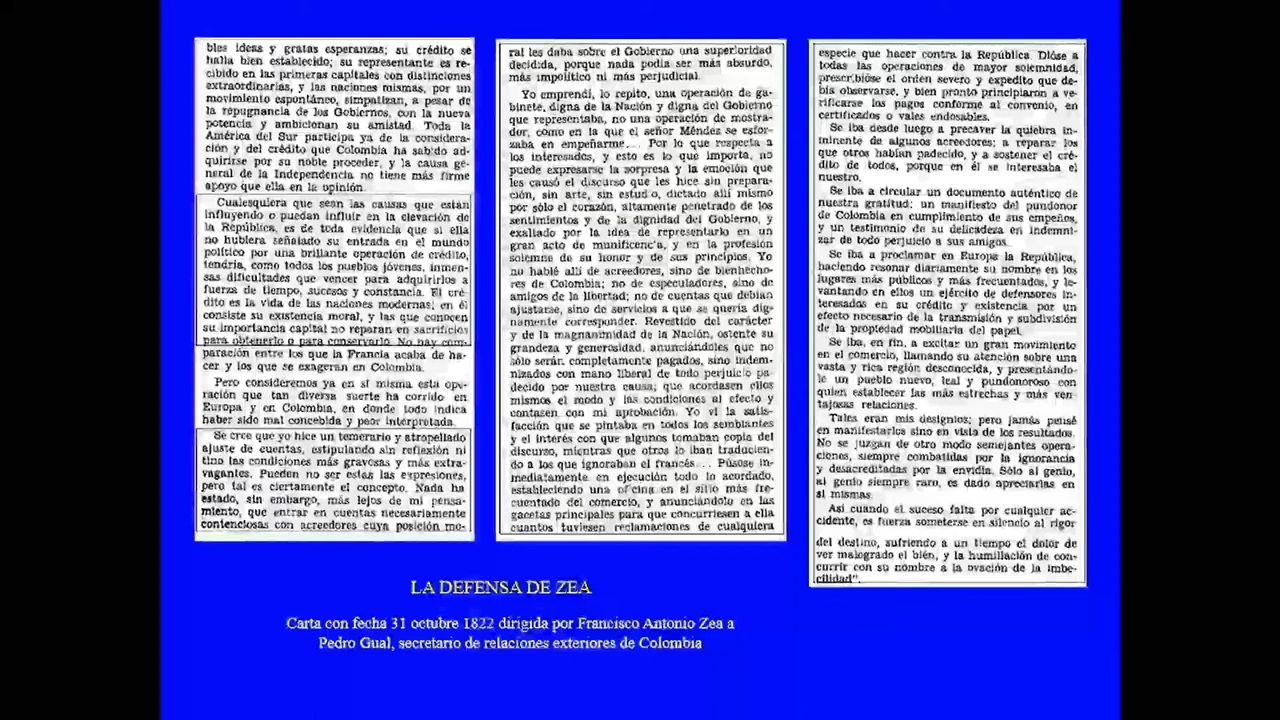 bles ideas y gratas esperanzas; su crédito se
halla bien establecido; su representante es re-
cibido en las primeras capitales con distinciones
extraordinarias, y las naciones mismas, por un
movimiento espontáneo, simpatizan, a pesar de
la repugnancia de los Gobiernos, con la nueva
potencia y ambicionan su amistad. Toda la
América del Sur participa ya de la considera-
ción y del crédito que Colombia ha sabido ad-
quirirse por su noble proceder, y la causa ge-
neral de la Independencia no tiene más firme
apoyo que ella en la opinión.
Cualesquiera que sean las causas que están
influyendo o puedan influir en la elevación de
la República, es de toda evidencia que si ella
no hubiera señalado su entrada en el mundo
político por una brillante operación de crédito,
tendría, como todos los pueblos jóvenes, inmen-
sas dificultades que vencer para adquirirlos a
fuerza de tiempo, sucesos y constancia. El cré-
dito es la vida de las naciones modernas; en él
consiste su existencia moral, y las que conocen
su importancia capital no reparan en sacrificios
para obtenerlo o para conservarlo. No hay com-
paración entre los que la Francia acaba de ha-
cer y los que se exageran en Colombia.
Pero consideremos ya en sí misma esta ope-
ración que tan diversa suerte ha corrido en
Europa y en Colombia, en donde todo indica
haber sido mal concebida y peor interpretada.
Se cree que yo hice un temerario y atropellado
ajuste de cuentas, estipulando sin reflexión ni
tino las condiciones más gravosas y más extra-
vagantes. Pueden no ser estas las expresiones,
pero tal es ciertamente el concepto. Nada ha
estado, sin embargo, más lejos de mi pensa-
miento, que entrar en cuentas necesariamente
contenciosas con acreedores cuya posición mo-
ral les daba sobre el Gobierno una superioridad
decidida, porque nada podía ser más absurdo,
más impolítico ni más perjudicial.
Yo emprendí, lo repito, una operación de ga-
binete, digna de la Nación y digna del Gobierno
que representaba, no una operación de mostra-
dor, como en la que el señor Méndez se esfor-
zaba en empeñarme... Por lo que respecta a
los interesados, y esto es lo que importa, no
puede expresarse la sorpresa y la emoción que
les causó el discurso que les hice sin prepara-
ción, sin arte, sin estudio, dictado allí mismo
por sólo el corazón, altamente penetrado de los
sentimientos y de la dignidad del Gobierno, y
exaltado por la idea de representarlo en un
gran acto de munificencia, y en la profesión
solemne de su honor y de sus principios. Yo
no hablé allí de acreedores, sino de bienhecho-
res de Colombia; no de especuladores, sino de
amigos de la libertad; no de cuentas que debían
ajustarse, sino de servicios a que se quería dig-
namente corresponder. Revestido del carácter
y de la magnanimidad de la Nación, ostenté su
grandeza y generosidad, anunciándoles que no
sólo serían completamente pagados, sino indem-
nizados con mano liberal de todo perjuicio pa-
decido por nuestra causa; que acordasen ellos
mismos el modo y las condiciones al efecto y
contasen con mi aprobación. Yo vi la satis-
facción que se pintaba en todos los semblantes
y el interés con que algunos tomaban copia del
discurso, mientras que otros lo iban traducien-
do a los que ignoraban el francés... Púsose in-
mediatamente en ejecución todo lo acordado,
estableciendo una oficina en el sitio más fre-
cuentado del comercio, y anunciándolo en las
gacetas principales para que concurriesen a ella
cuantos tuviesen reclamaciones de cualquiera
especie que hacer contra la República. Dióse a
todas las operaciones de mayor solemnidad,
prescribióse el orden severo y expedito que de-
bía observarse, y bien pronto principiaron a ve-
rificarse los pagos conforme al convenio, en
certificados o vales endosables.
Se iba desde luego a precaver la quiebra in-
minente de algunos acreedores; a reparar los
que otros habían padecido, y a sostener el cré-
dito de todos, porque en él se interesaba el
nuestro.
Se iba a circular un documento auténtico de
nuestra gratitud; un manifiesto del pundonor
de Colombia en cumplimiento de sus empeños,
y un testimonio de su delicadeza en indemni-
zar de todo perjuicio a sus amigos.
Se iba a proclamar en Europa la República,
haciendo resonar diariamente su nombre en los
lugares más públicos y más frecuentados, y le-
vantando en ellos un ejército de defensores in-
teresados en su crédito y existencia por un
efecto necesario de la transmisión y subdivisión
de la propiedad mobiliaria del papel.
Se iba, en fin, a excitar un gran movimiento
en el comercio, llamando su atención sobre una
vasta y rica región desconocida, y presentándo-
le un pueblo nuevo, leal y pundonoroso con
quien establecer las más estrechas y más ven-
tajosas relaciones.
Tales eran mis designios; pero jamás pensé
en manifestarlos sino en vista de los resultados.
No se juzgan de otro modo semejantes opera-
ciones, siempre combatidas por la ignorancia
y desacreditadas por la envidia. Sólo al genio,
al genio siempre raro, es dado apreciarlas en
sí mismas.
Así cuando el suceso falta por cualquier ac-
cidente, es fuerza someterse en silencio al rigor
del destino, sufriendo a un tiempo el dolor de
ver malogrado el bien, y la humillación de con-
currir con su nombre a la ovación de la imbe-
cilidad".
LA DEFENSA DE ZEA
Carta con fecha 31 octubre 1822 dirigida por Francisco Antonio Zea a
Pedro Gual, secretario de relaciones exteriores de Colombia